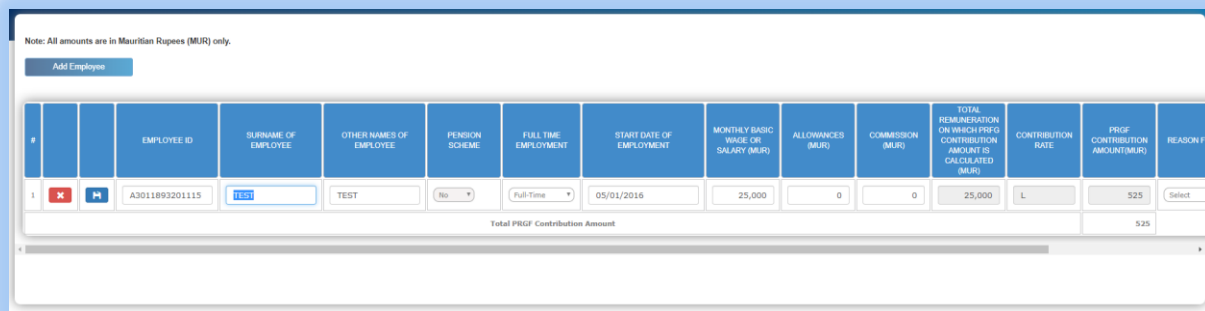 Note: All amounts are in Mauritian Rupees (MUR) only.
Add Employee
# EMPLOYEE ID SURNAME OF EMPLOYEE OTHER NAMES OF EMPLOYEE PENSION SCHEME FULL TIME EMPLOYMENT START DATE OF EMPLOYMENT MONTHLY BASIC WAGE OR SALARY (MUR) ALLOWANCES (MUR) COMMISSION (MUR) TOTAL REMUNERATION ON WHICH PRFG CONTRIBUTION AMOUNT IS CALCULATED (MUR) CONTRIBUTION RATE PRGF CONTRIBUTION AMOUNT(MUR) REASON F
1 A3011893201115 TEST TEST No Full-Time 05/01/2016 25,000 0 0 25,000 L 525 Select
Total PRGF Contribution Amount 525